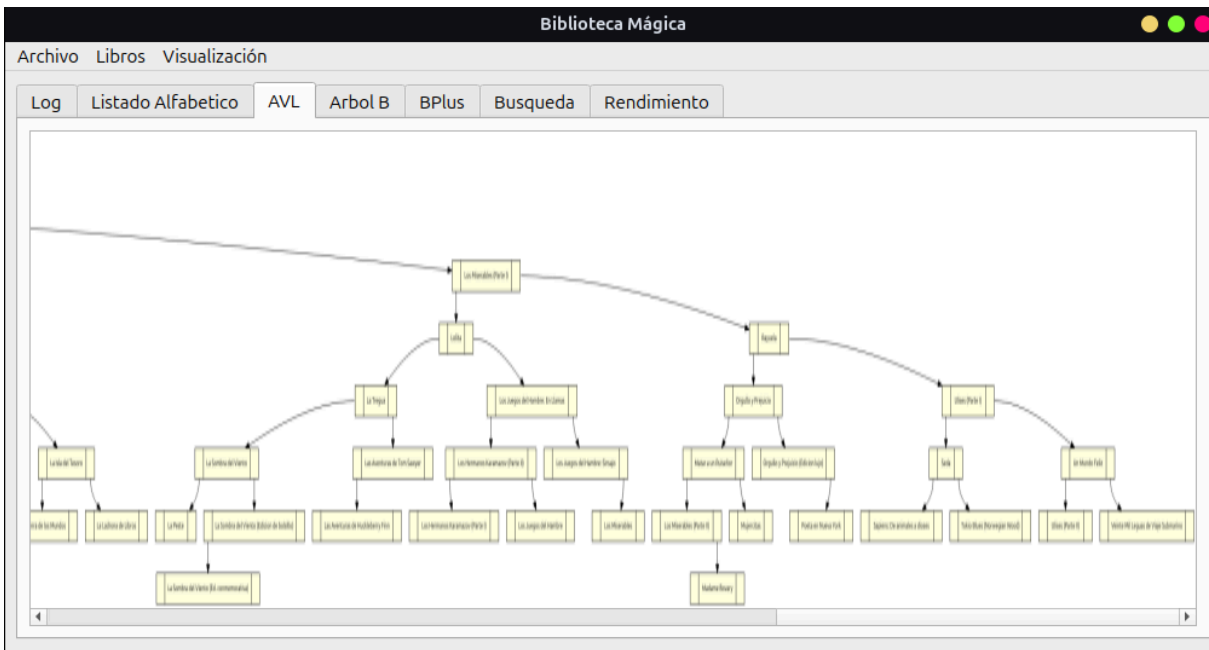 Biblioteca Mágica
Archivo Libros Visualización
Log Listado Alfabetico AVL Arbol B BPlus Busqueda Rendimiento
Los Miserables (Parte I)
Lolita Rayuela
La Tregua Los Juegos del Hambre: En Llamas Orgullo y Prejuicio Ulises (Parte I)
La Isla del Tesoro La Sombra del Viento Las Aventuras de Tom Sawyer Los Hermanos Karamazov (Parte II) Los Juegos del Hambre: Sinsajo Matar a un Ruiseñor Orgullo y Prejuicio (Edicion lujo) Seda Un Mundo Feliz
de los Mundos La Ladrona de Libros La Peste La Sombra del Viento (Edicion de bolsillo) Las Aventuras de Huckleberry Finn Los Hermanos Karamazov (Parte I) Los Juegos del Hambre Los Miserables Los Miserables (Parte II) Mujercitas Poeta en Nueva York Sapiens: De animales a dioses Tokio Blues (Norwegian Wood) Ulises (Parte II) Veinte Mil Leguas de Viaje Submarino
La Sombra del Viento (Ed. conmemorativa) Madame Bovary